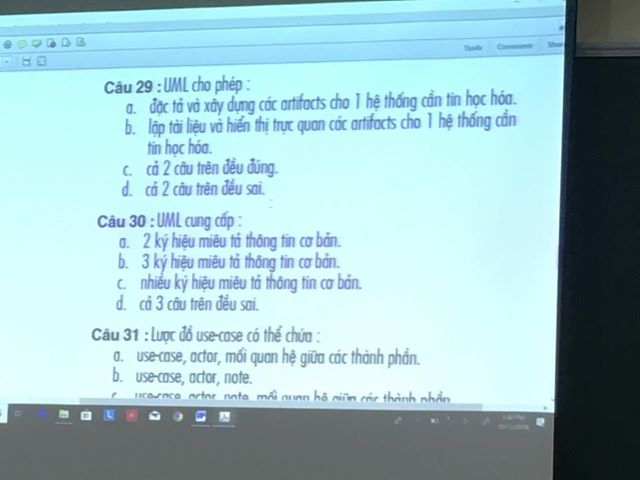 Tools Comment Share
Câu 29 : UML cho phép :
a. đặc tả và xây dựng các artifacts cho 1 hệ thống cần tin học hóa.
b. lập tài liệu và hiển thị trực quan các artifacts cho 1 hệ thống cần
tin học hóa.
c. cả 2 câu trên đều đúng.
d. cả 2 câu trên đều sai.
Câu 30 : UML cung cấp :
a. 2 ký hiệu miêu tả thông tin cơ bản.
b. 3 ký hiệu miêu tả thông tin cơ bản.
c. nhiều ký hiệu miêu tả thông tin cơ bản.
d. cả 3 câu trên đều sai.
Câu 31 : Lược đồ use-case có thể chứa :
a. use-case, actor, mối quan hệ giữa các thành phần.
b. use-case, actor, note.
c. use-case, actor, note, mối quan hệ giữa các thành phần